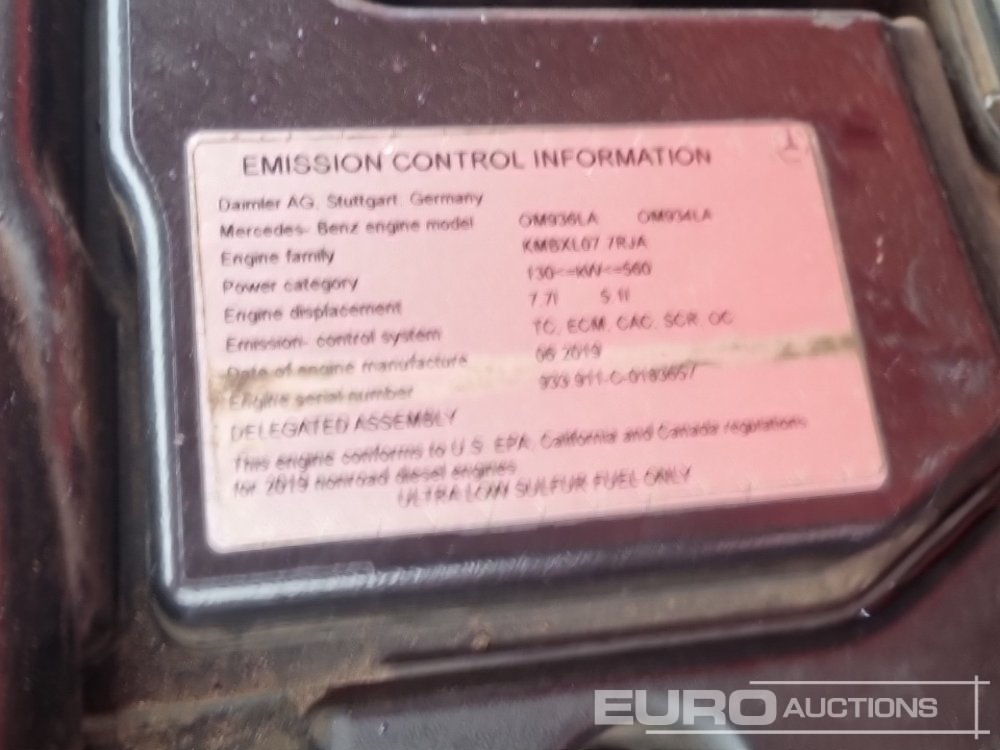 EMISSION CONTROL INFORMATION
Daimler AG, Stuttgart, Germany
Mercedes- Benz engine model OM936LA OM934LA
Engine family KMBXL07.7RJA
Power category 130<=kW<=560
Engine displacement 7.7l 5.1l
Emission- control system TC, ECM, CAC, SCR, OC
Date of engine manufacture 06.2019
Engine serial number 933 911-C-0183657
DELEGATED ASSEMBLY
This engine conforms to U.S. EPA, California and Canada regulations
for 2019 nonroad diesel engines
ULTRA LOW SULFUR FUEL ONLY
EURO AUCTIONS